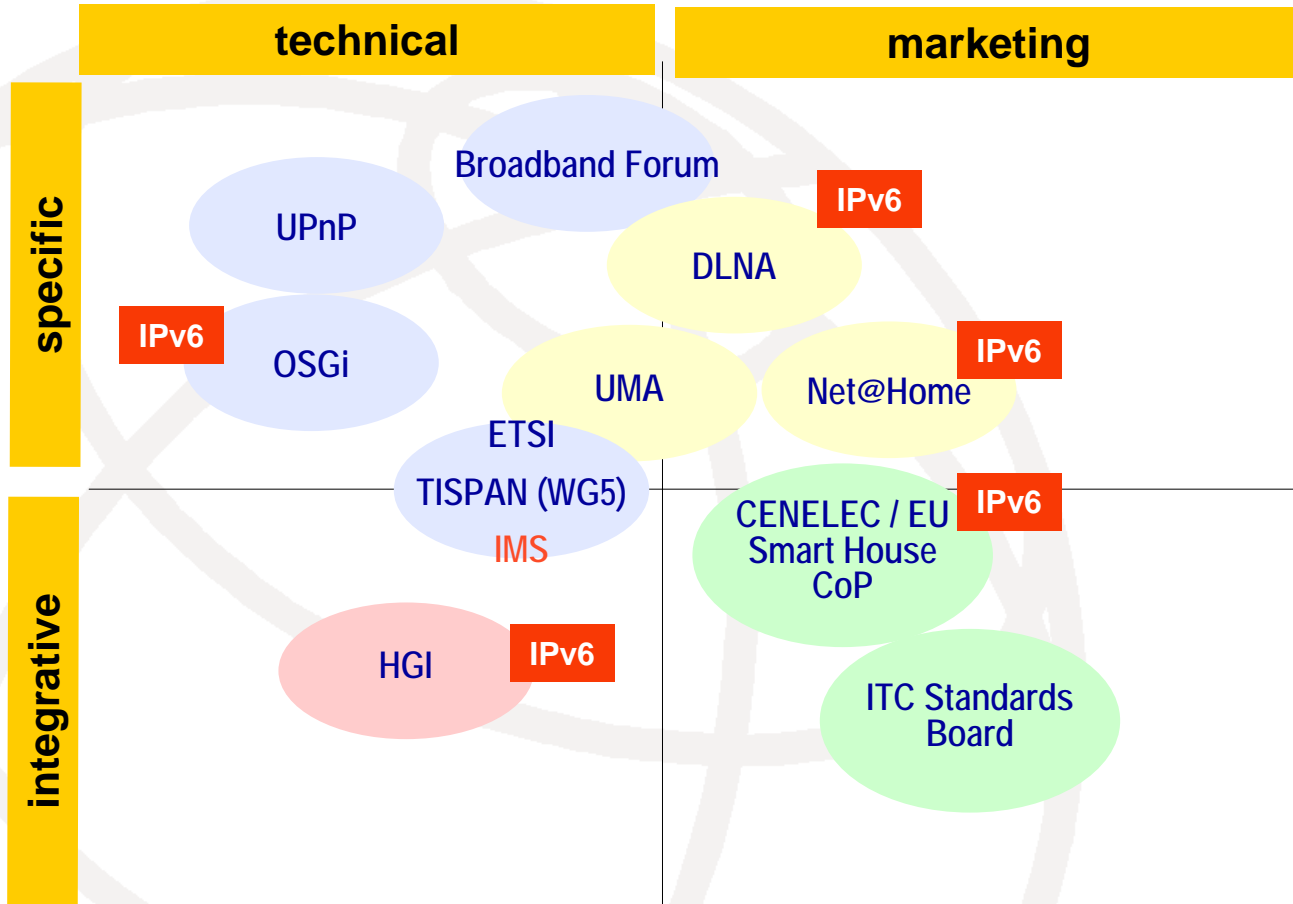 technical
marketing
specific
Broadband Forum
IPv6
UPnP
DLNA
IPv6
OSGi
IPv6
UMA
Net@Home
ETSI
TISPAN (WG5)
IMS
IPv6
CENELEC / EU
Smart House
CoP
integrative
HGI
IPv6
ITC Standards
Board